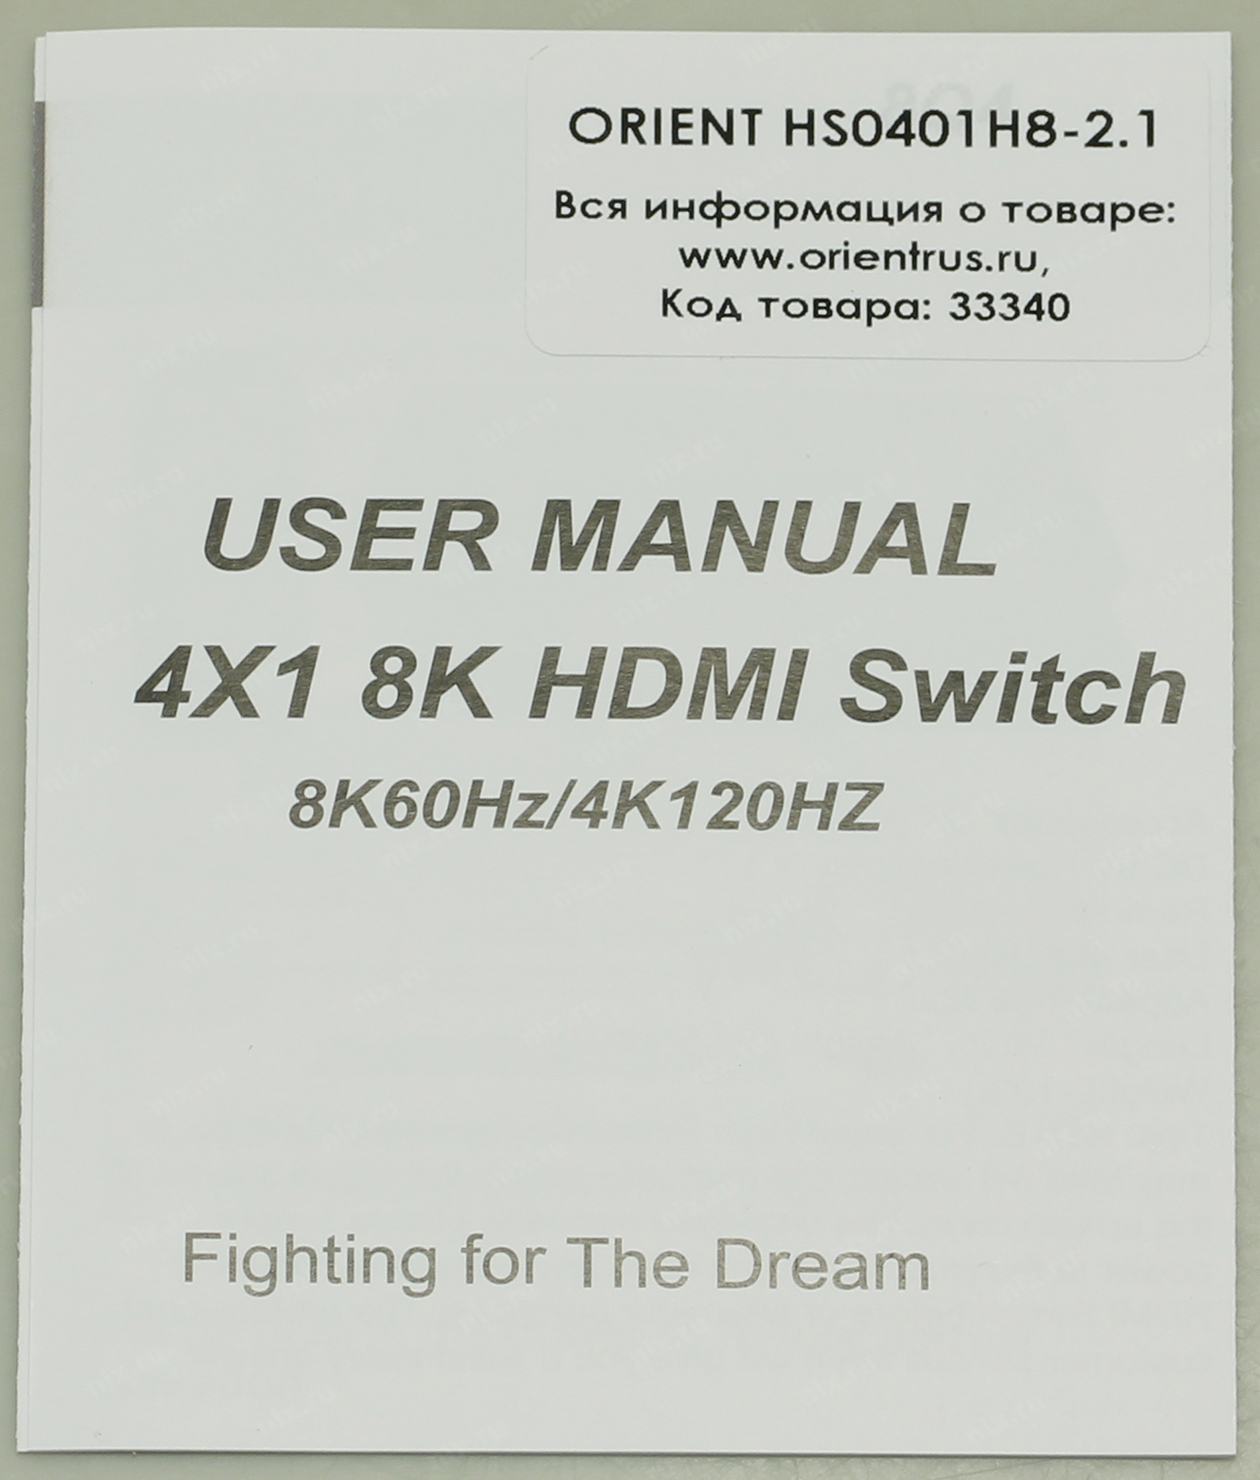 ORIENT HS0401H8-2.1
Вся информация о товаре:
www.orientrus.ru,
Код товара: 33340
USER MANUAL
4X1 8K HDMI Switch
8K60Hz/4K120HZ
Fighting for The Dream